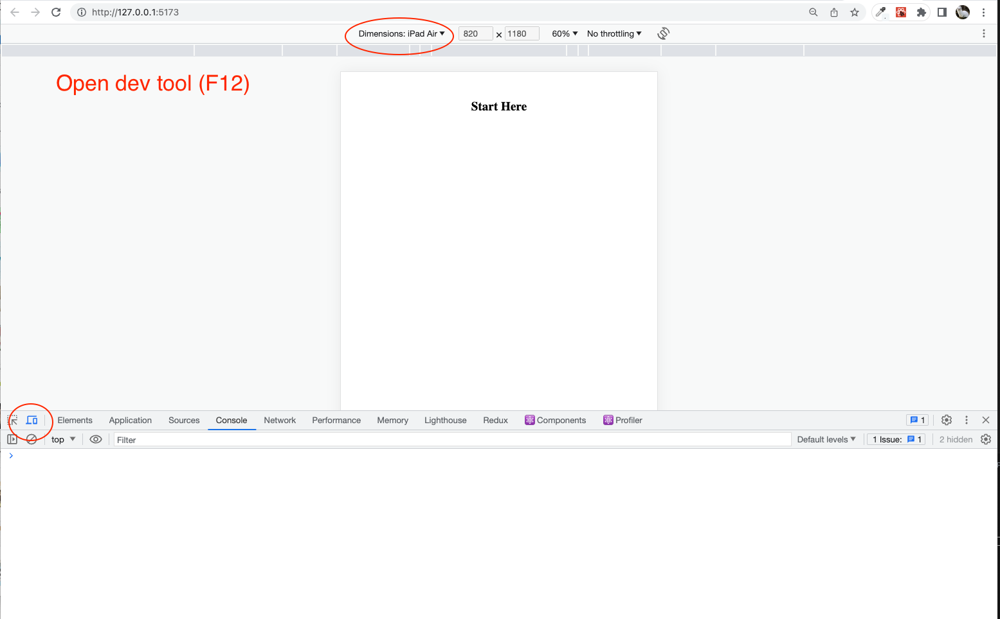 http://127.0.0.1:5173
Dimensions: iPad Air ▼ 820 × 1180 60% ▼ No throttling ▼
Open dev tool (F12)
Start Here
Elements Application Sources Console Network Performance Memory Lighthouse Redux Components Profiler 1
top ▼ Filter Default levels ▼ 1 Issue: 1 2 hidden